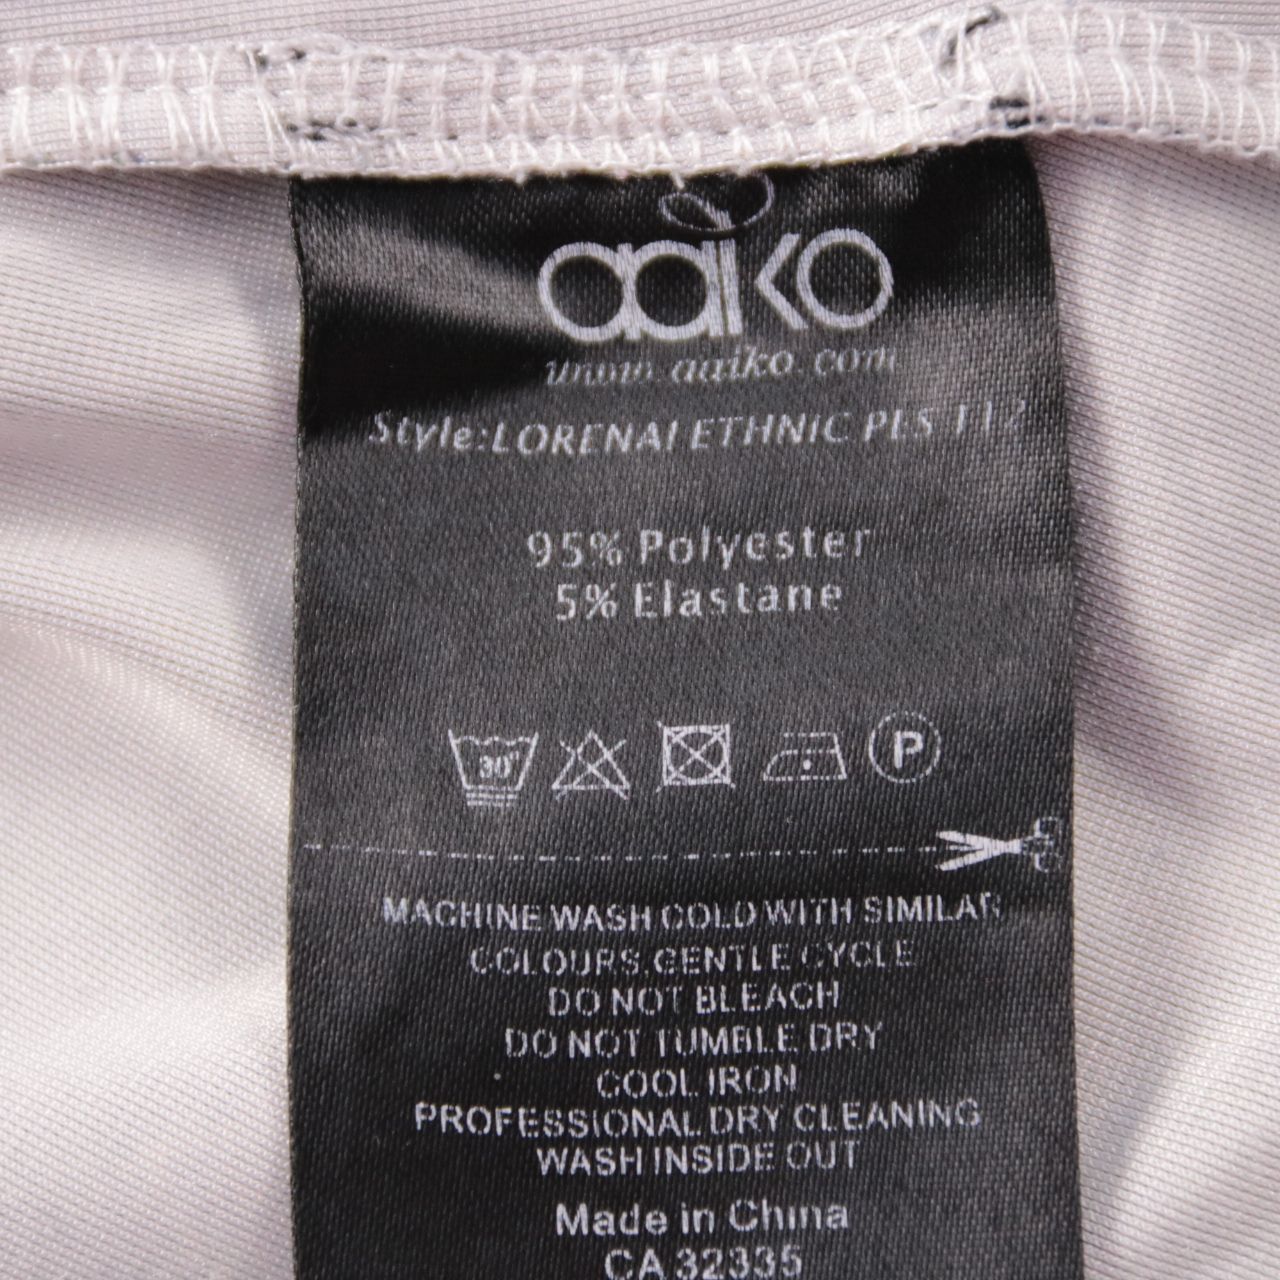 aaiko
www.aaiko.com
Style:LORENAI ETHNIC PLS 112
95% Polyester
5% Elastane
30°
P
MACHINE WASH COLD WITH SIMILAR
COLOURS.GENTLE CYCLE
DO NOT BLEACH
DO NOT TUMBLE DRY
COOL IRON
PROFESSIONAL DRY CLEANING
WASH INSIDE OUT
Made in China
CA 32335